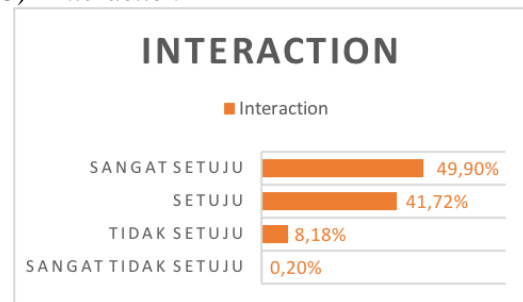 INTERACTION
Interaction
SANGAT SETUJU 49,90%
SETUJU 41,72%
TIDAK SETUJU 8,18%
SANGAT TIDAK SETUJU 0,20%